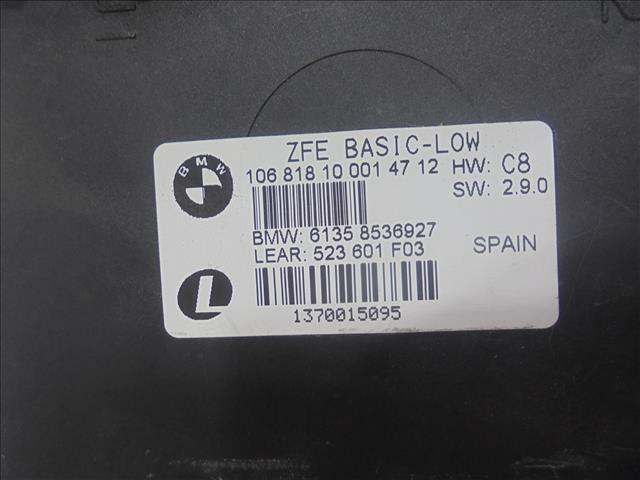 ZFE BASIC-LOW
BMW
106 818 10 001 47 12 HW: C8
SW: 2.9.0
BMW: 6135 8536927
LEAR: 523 601 F03 SPAIN
L
1370015095